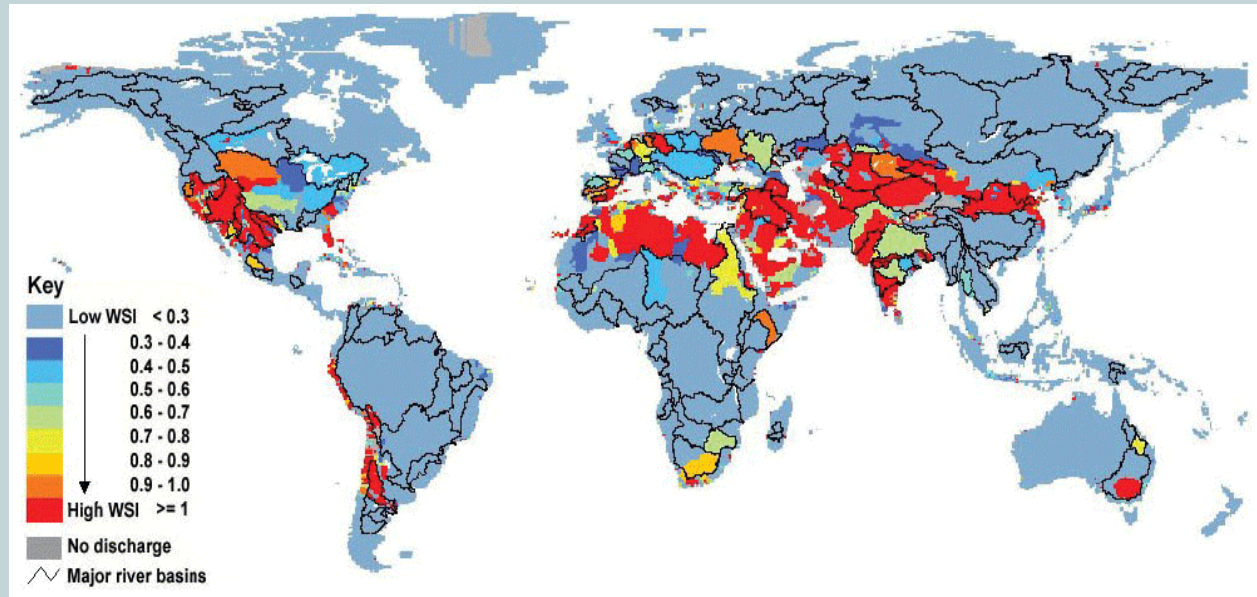 Key
Low WSI < 0.3
0.3 - 0.4
0.4 - 0.5
0.5 - 0.6
0.6 - 0.7
0.7 - 0.8
0.8 - 0.9
0.9 - 1.0
High WSI >= 1
No discharge
Major river basins